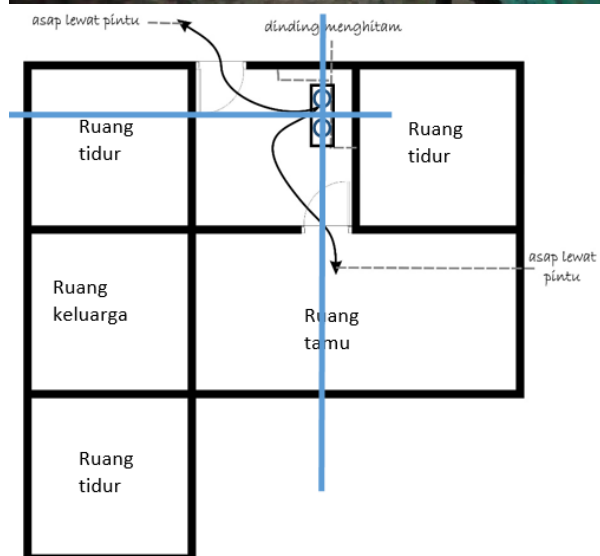 asap lewat pintu
dinding menghitam
Ruang
tidur
Ruang
tidur
asap lewat
pintu
Ruang
keluarga
Ruang
tamu
Ruang
tidur